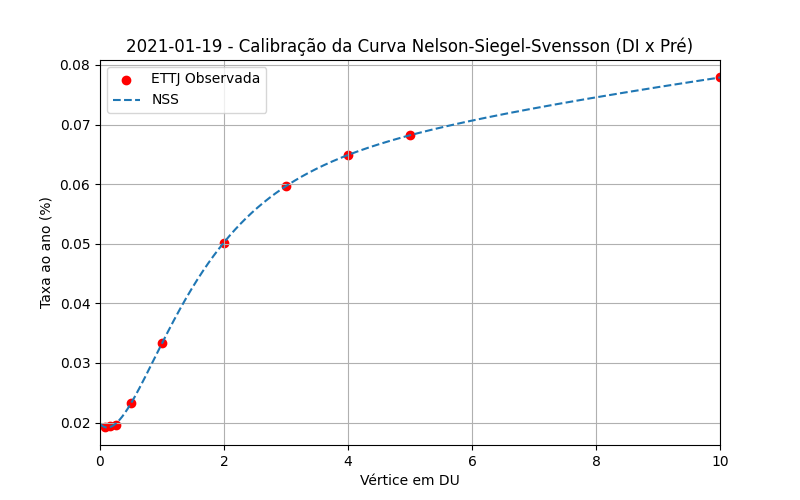 2021-01-19 - Calibração da Curva Nelson-Siegel-Svensson (DI x Pré)
ETTJ Observada
NSS
Taxa ao ano (%)
0.08
0.07
0.06
0.05
0.04
0.03
0.02
0 2 4 6 8 10
Vértice em DU